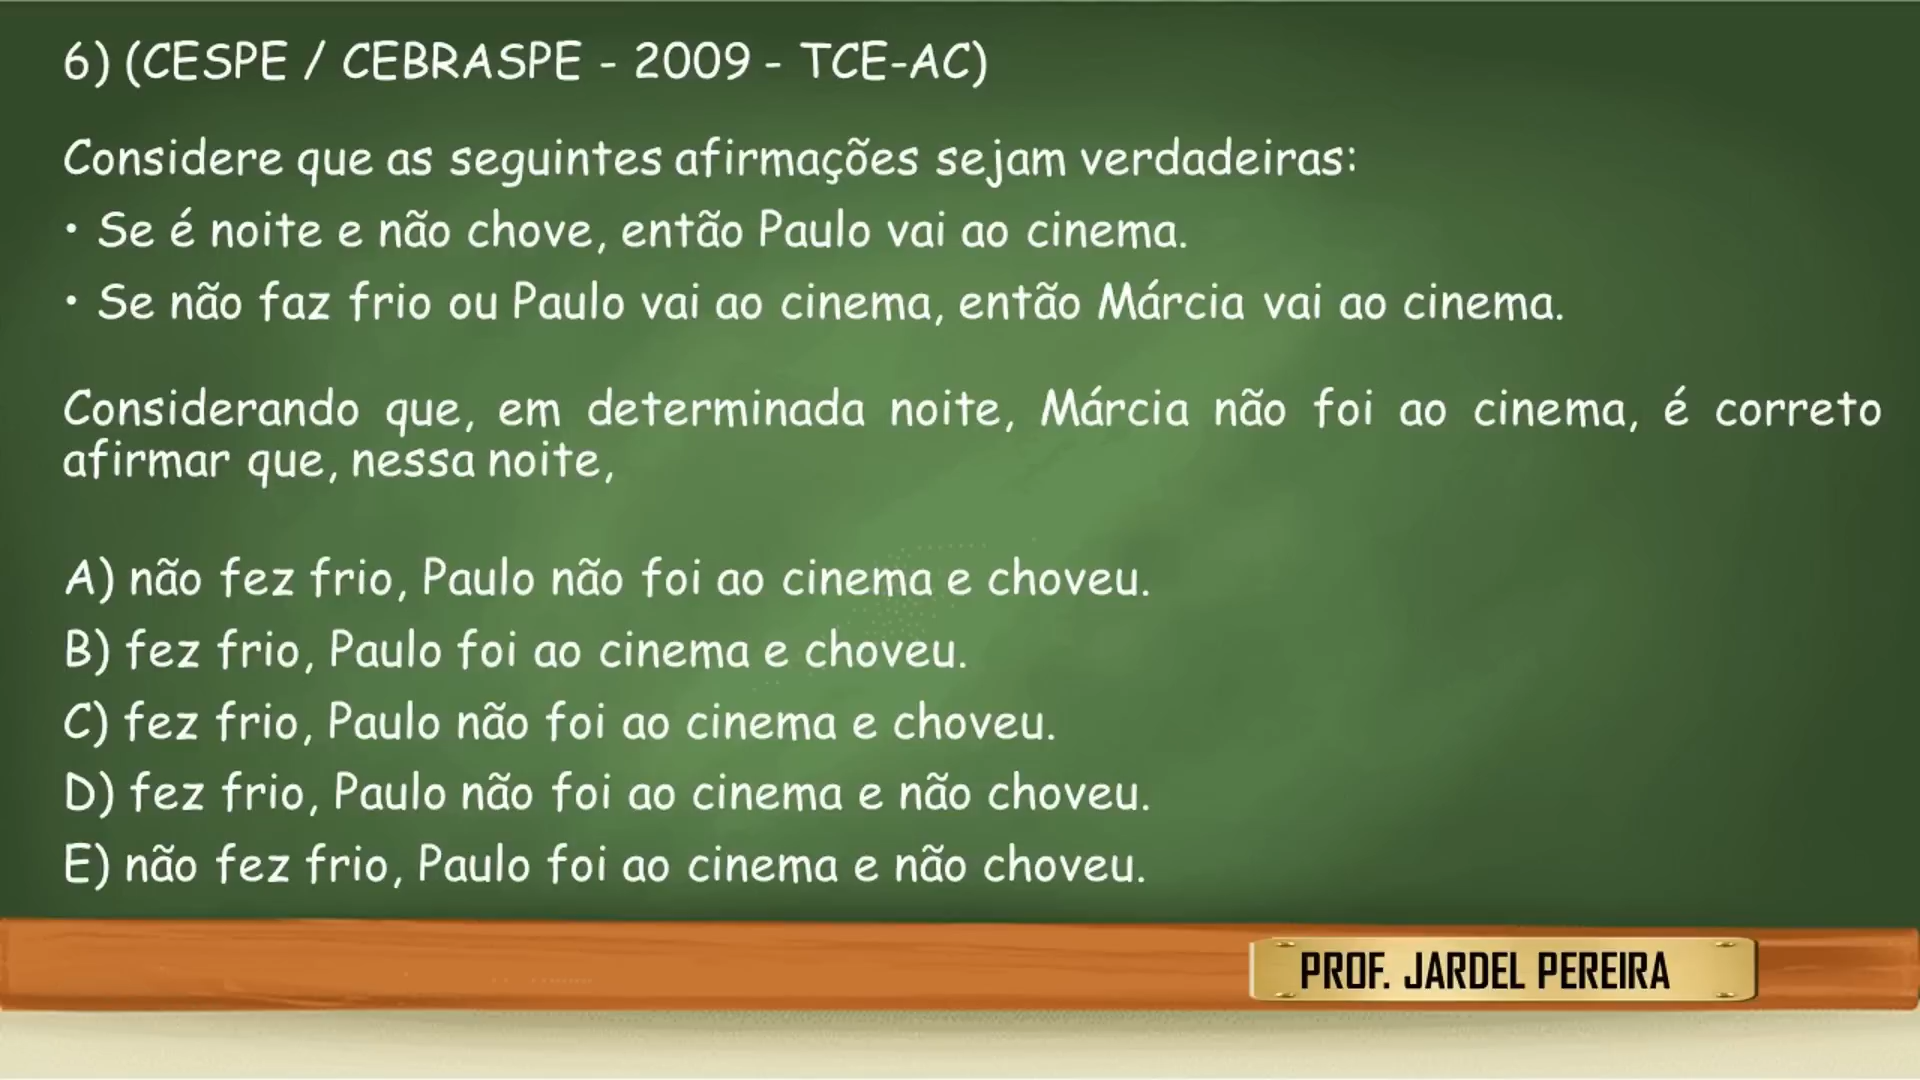 6) (CESPE / CEBRASPE - 2009 - TCE-AC)
Considere que as seguintes afirmações sejam verdadeiras:
• Se é noite e não chove, então Paulo vai ao cinema.
• Se não faz frio ou Paulo vai ao cinema, então Márcia vai ao cinema.
Considerando que, em determinada noite, Márcia não foi ao cinema, é correto
afirmar que, nessa noite,
A) não fez frio, Paulo não foi ao cinema e choveu.
B) fez frio, Paulo foi ao cinema e choveu.
C) fez frio, Paulo não foi ao cinema e choveu.
D) fez frio, Paulo não foi ao cinema e não choveu.
E) não fez frio, Paulo foi ao cinema e não choveu.
PROF. JARDEL PEREIRA